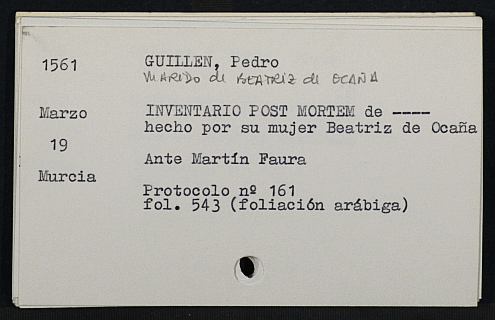 1561 GUILLEN, Pedro
MARIDO de BEATRIZ de OCAÑA
Marzo INVENTARIO POST MORTEM de ----
hecho por su mujer Beatriz de Ocaña
19
Ante Martín Faura
Murcia
Protocolo nº 161
fol. 543 (foliación arábiga)